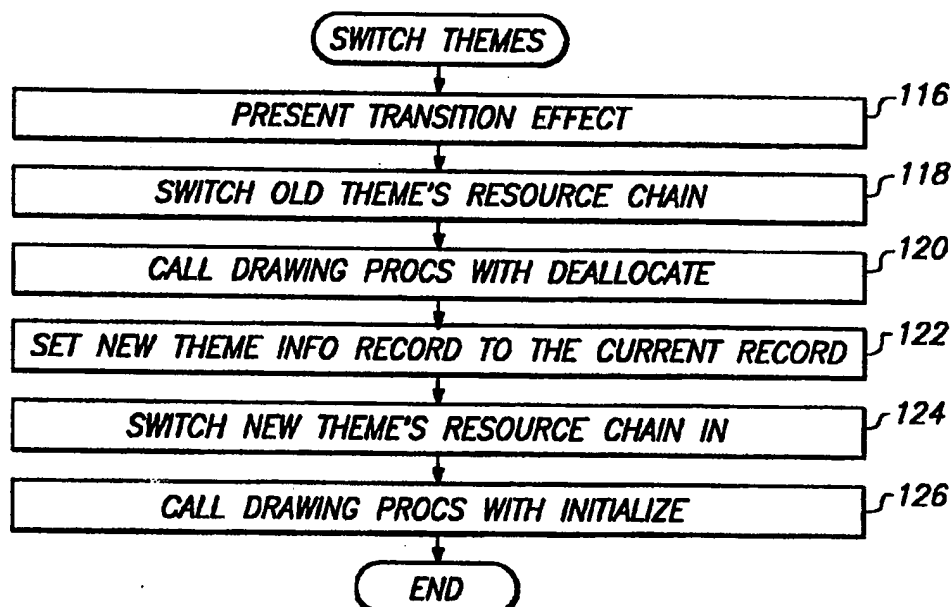 SWITCH THEMES
PRESENT TRANSITION EFFECT
116
SWITCH OLD THEME'S RESOURCE CHAIN
118
CALL DRAWING PROCS WITH DEALLOCATE
120
SET NEW THEME INFO RECORD TO THE CURRENT RECORD
122
SWITCH NEW THEME'S RESOURCE CHAIN IN
124
CALL DRAWING PROCS WITH INITIALIZE
126
END